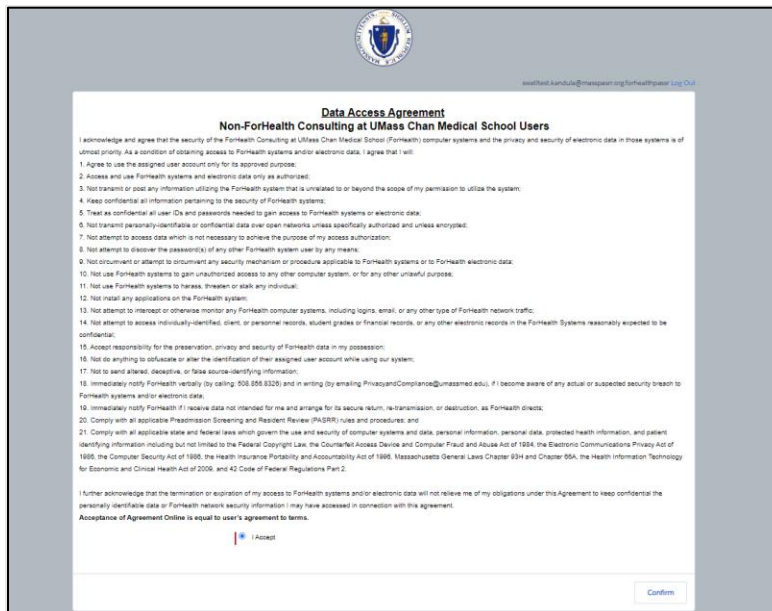 swatitest.kandula@masspasrr.org.forhealthpasrr Log Out
Data Access Agreement
Non-ForHealth Consulting at UMass Chan Medical School Users
I acknowledge and agree that the security of the ForHealth Consulting at UMass Chan Medical School (ForHealth) computer systems and the privacy and security of electronic data in those systems is of
utmost priority. As a condition of obtaining access to ForHealth systems and/or electronic data, I agree that I will:
1. Agree to use the assigned user account only for its approved purpose;
2. Access and use ForHealth systems and electronic data only as authorized;
3. Not transmit or post any information utilizing the ForHealth system that is unrelated to or beyond the scope of my permission to utilize the system;
4. Keep confidential all information pertaining to the security of ForHealth systems;
5. Treat as confidential all user IDs and passwords needed to gain access to ForHealth systems or electronic data;
6. Not transmit personally-identifiable or confidential data over open networks unless specifically authorized and unless encrypted;
7. Not attempt to access data which is not necessary to achieve the purpose of my access authorization;
8. Not attempt to discover the password(s) of any other ForHealth system user by any means;
9. Not circumvent or attempt to circumvent any security mechanism or procedure applicable to ForHealth systems or to ForHealth electronic data;
10. Not use ForHealth systems to gain unauthorized access to any other computer system, or for any other unlawful purpose;
11. Not use ForHealth systems to harass, threaten or stalk any individual;
12. Not install any applications on the ForHealth system;
13. Not attempt to intercept or otherwise monitor any ForHealth computer systems, including logins, email, or any other type of ForHealth network traffic;
14. Not attempt to access individually-identified, client, or personnel records, student grades or financial records, or any other electronic records in the ForHealth Systems reasonably expected to be
confidential;
15. Accept responsibility for the preservation, privacy and security of ForHealth data in my possession;
16. Not do anything to obfuscate or alter the identification of their assigned user account while using our system;
17. Not to send altered, deceptive, or false source-identifying information;
18. Immediately notify ForHealth verbally (by calling: 508.856.8326) and in writing (by emailing PrivacyandCompliance@umassmed.edu), if I become aware of any actual or suspected security breach to
ForHealth systems and/or electronic data;
19. Immediately notify ForHealth if I receive data not intended for me and arrange for its secure return, re-transmission, or destruction, as ForHealth directs;
20. Comply with all applicable Preadmission Screening and Resident Review (PASRR) rules and procedures; and
21. Comply with all applicable state and federal laws which govern the use and security of computer systems and data, personal information, personal data, protected health information, and patient
identifying information including but not limited to the Federal Copyright Law, the Counterfeit Access Device and Computer Fraud and Abuse Act of 1984, the Electronic Communications Privacy Act of
1986, the Computer Security Act of 1986, the Health Insurance Portability and Accountability Act of 1996, Massachusetts General Laws Chapter 93H and Chapter 66A, the Health Information Technology
for Economic and Clinical Health Act of 2009, and 42 Code of Federal Regulations Part 2.
I further acknowledge that the termination or expiration of my access to ForHealth systems and/or electronic data will not relieve me of my obligations under this Agreement to keep confidential the
personally identifiable data or ForHealth network security information I may have accessed in connection with this agreement.
Acceptance of Agreement Online is equal to user's agreement to terms.
I Accept
Confirm